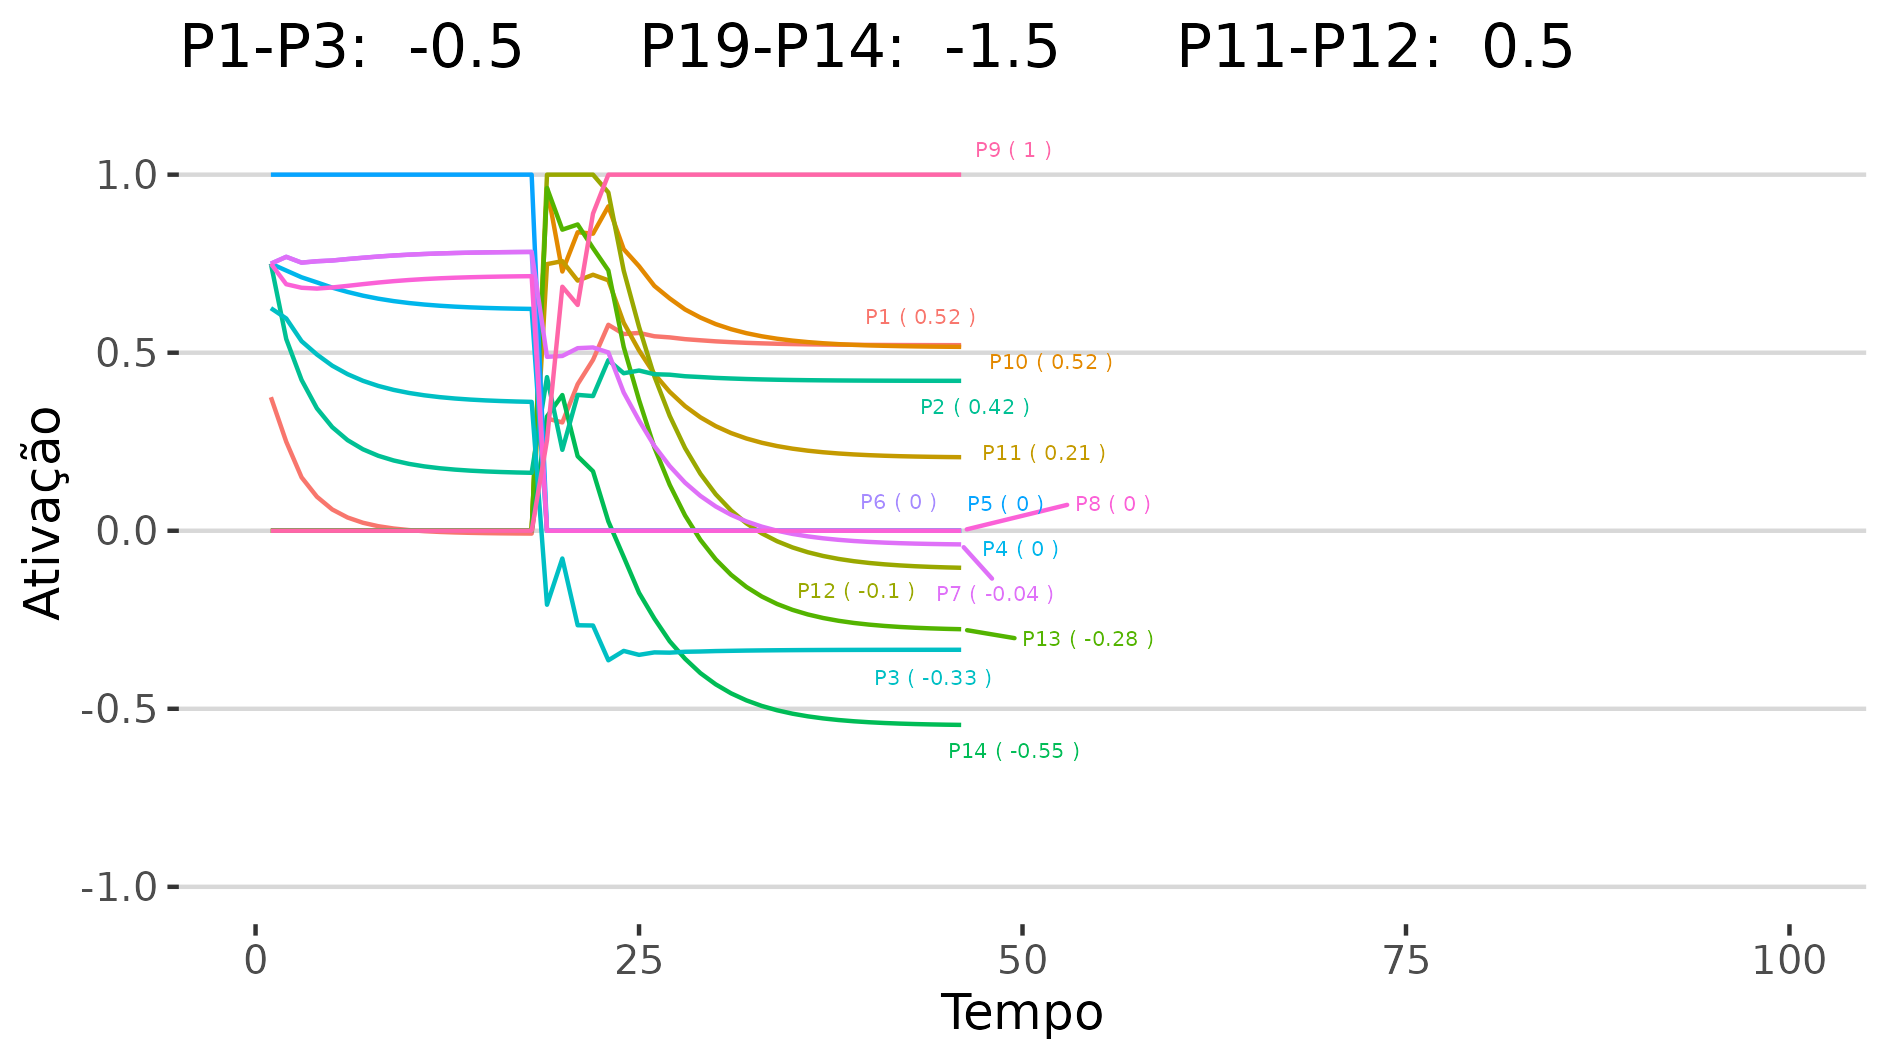 P1-P3:  -0.5      P19-P14:  -1.5      P11-P12:  0.5
P9 ( 1 )
1.0
P1 ( 0.52 )
0.5
P10 ( 0.52 )
P2 ( 0.42 )
P11 ( 0.21 )
P6 ( 0 ) P5 ( 0 ) P8 ( 0 )
0.0
P4 ( 0 )
P12 ( -0.1 ) P7 ( -0.04 )
P13 ( -0.28 )
P3 ( -0.33 )
-0.5
P14 ( -0.55 )
-1.0
Ativação
0 25 50 75 100
Tempo